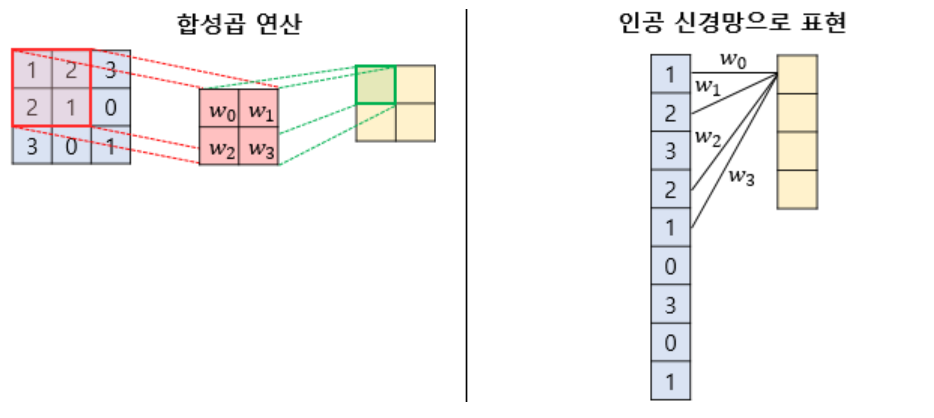 합성곱 연산
1 2 3
2 1 0
3 0 1
w₀ w₁
w₂ w₃
인공 신경망으로 표현
1
2
3
2
1
0
3
0
1
w₀
w₁
w₂
w₃